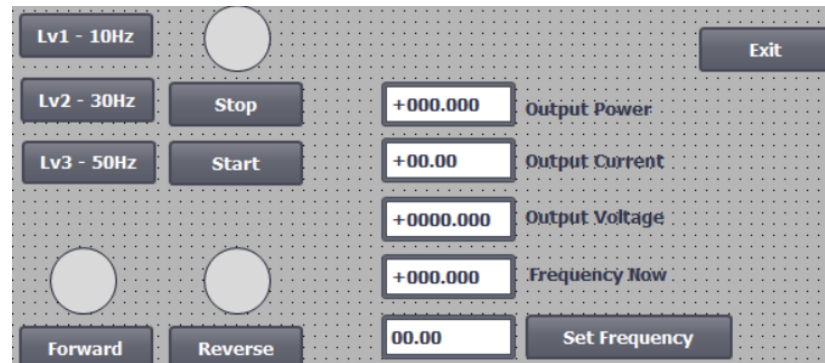 Lv1 - 10Hz
Exit
Lv2 - 30Hz
Stop
+000.000
Output Power
Lv3 - 50Hz
Start
+00.00
Output Current
+0000.000
Output Voltage
+000.000
Frequency Now
00.00
Set Frequency
Forward
Reverse